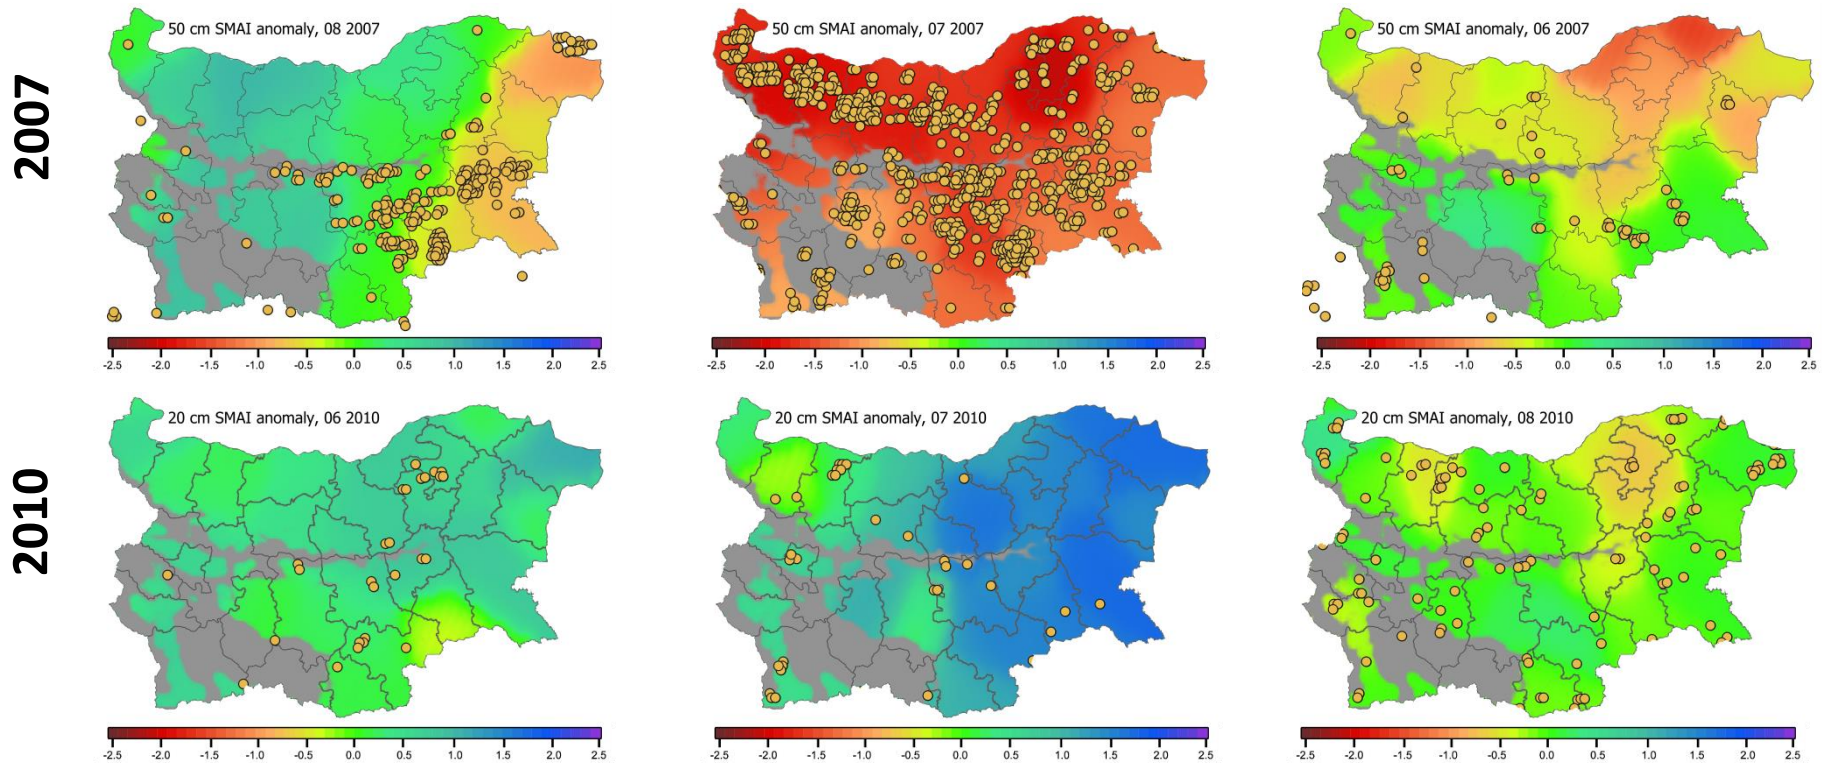 2007
50 cm SMAI anomaly, 08 2007
-2.5 -2.0 -1.5 -1.0 -0.5 0.0 0.5 1.0 1.5 2.0 2.5
50 cm SMAI anomaly, 07 2007
-2.5 -2.0 -1.5 -1.0 -0.5 0.0 0.5 1.0 1.5 2.0 2.5
50 cm SMAI anomaly, 06 2007
-2.5 -2.0 -1.5 -1.0 -0.5 0.0 0.5 1.0 1.5 2.0 2.5
2010
20 cm SMAI anomaly, 06 2010
-2.5 -2.0 -1.5 -1.0 -0.5 0.0 0.5 1.0 1.5 2.0 2.5
20 cm SMAI anomaly, 07 2010
-2.5 -2.0 -1.5 -1.0 -0.5 0.0 0.5 1.0 1.5 2.0 2.5
20 cm SMAI anomaly, 08 2010
-2.5 -2.0 -1.5 -1.0 -0.5 0.0 0.5 1.0 1.5 2.0 2.5